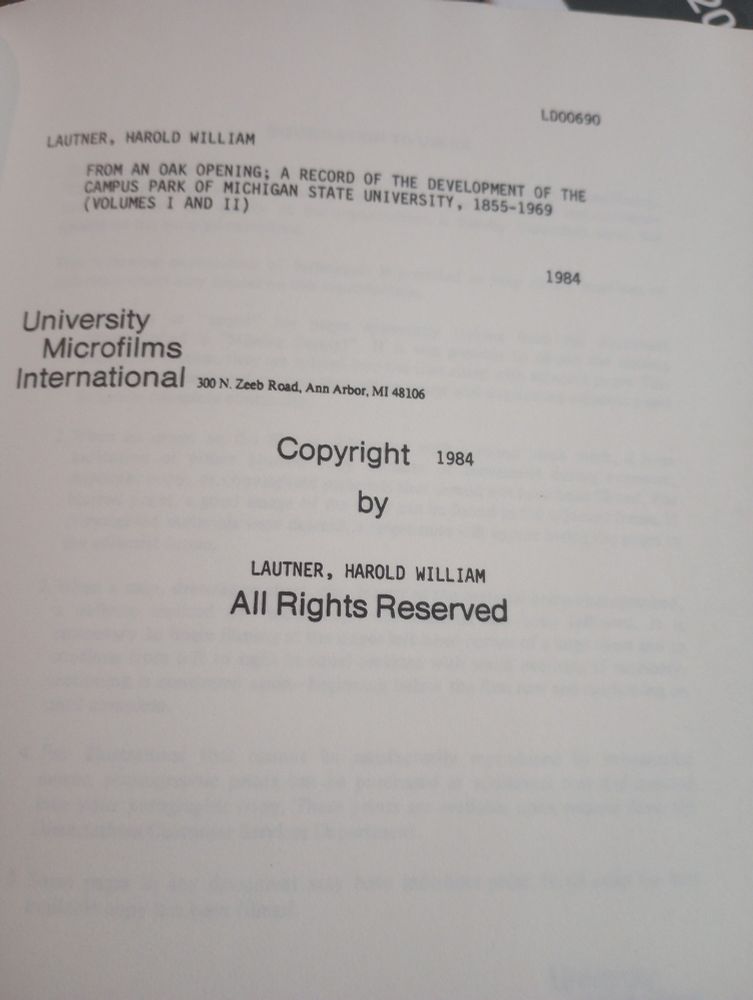 20
LD00690
LAUTNER, HAROLD WILLIAM
FROM AN OAK OPENING; A RECORD OF THE DEVELOPMENT OF THE
CAMPUS PARK OF MICHIGAN STATE UNIVERSITY, 1855-1969
(VOLUMES I AND II)
1984
University
Microfilms
International 300 N. Zeeb Road, Ann Arbor, MI 48106
Copyright 1984
by
LAUTNER, HAROLD WILLIAM
All Rights Reserved